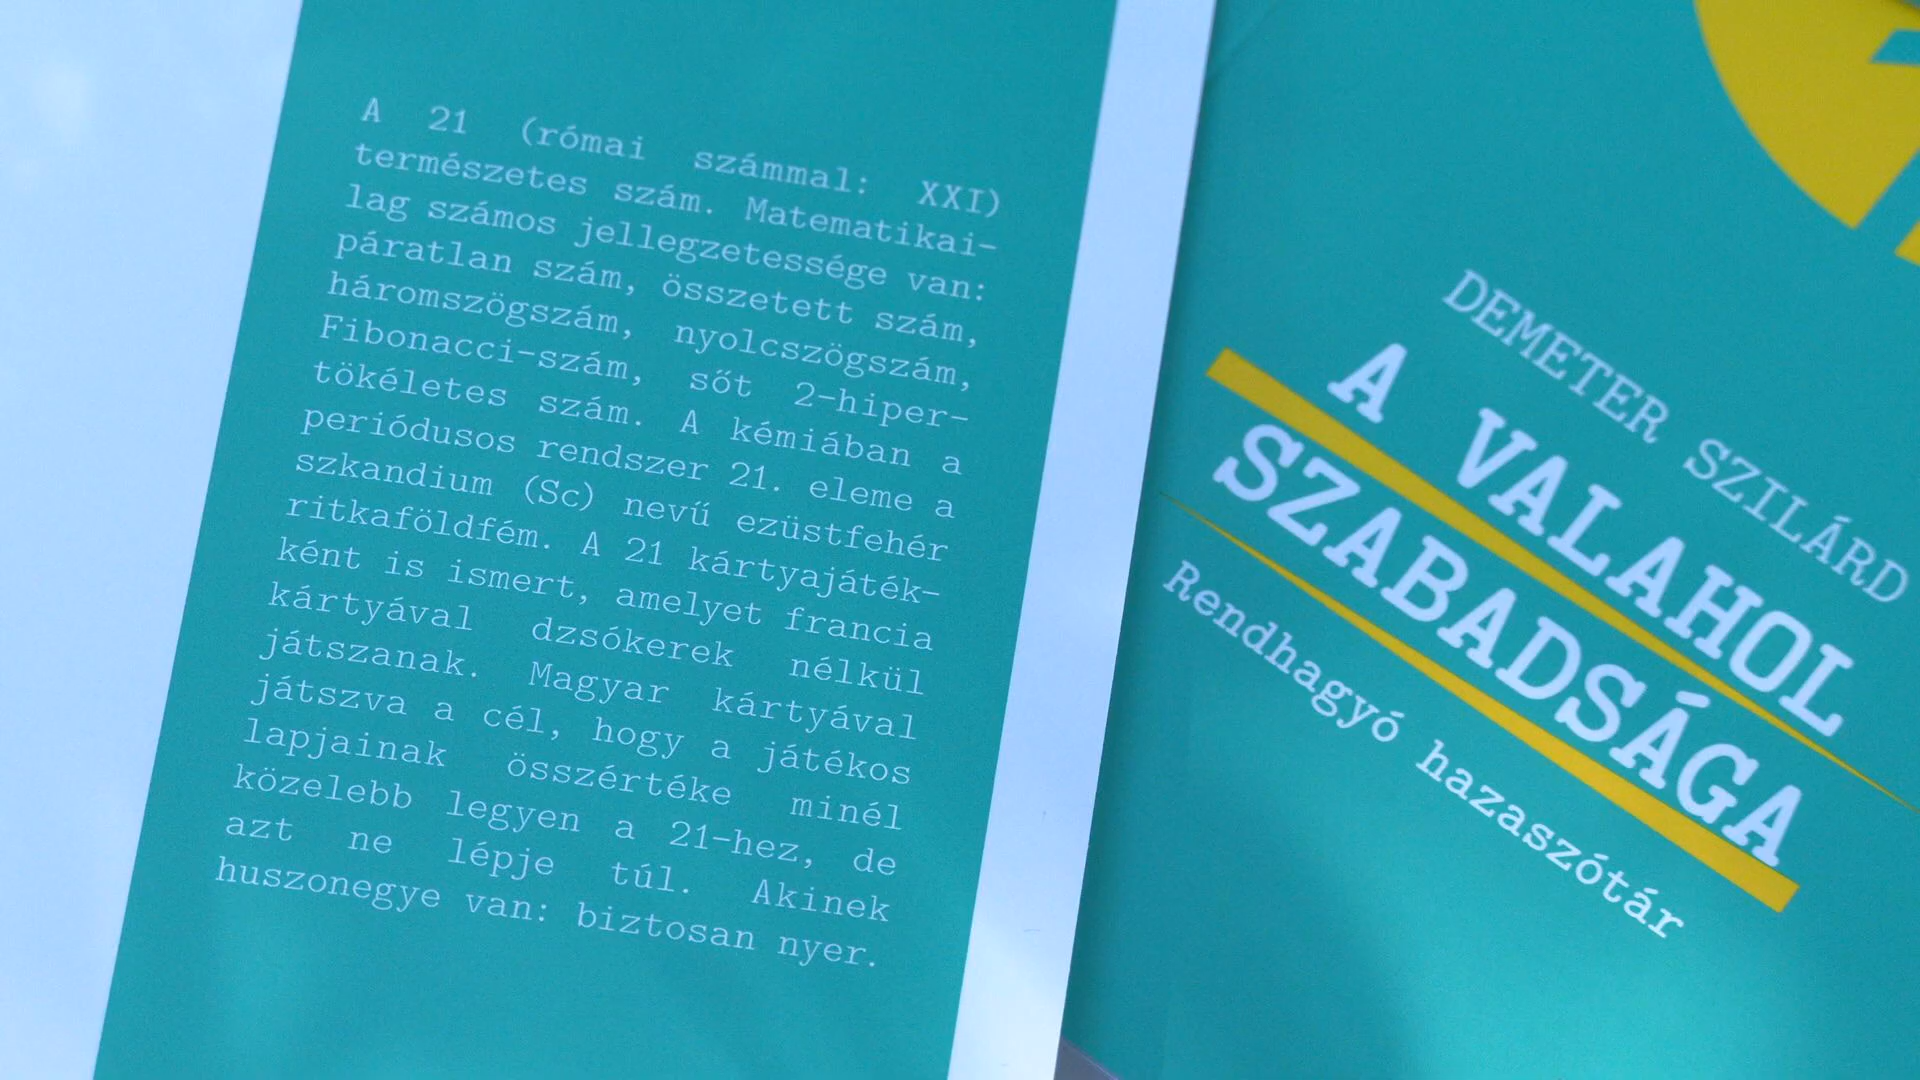 A 21 (római számmal: XXI)
természetes szám. Matematikai-
lag számos jellegzetessége van:
páratlan szám, összetett szám,
háromszögszám, nyolcszögszám,
Fibonacci-szám, sőt 2-hiper-
tökéletes szám. A kémiában a
periódusos rendszer 21. eleme a
szkandium (Sc) nevű ezüstfehér
ritkaföldfém. A 21 kártyajáték-
ként is ismert, amelyet francia
kártyával dzsókerek nélkül
játszanak. Magyar kártyával
játszva a cél, hogy a játékos
lapjainak összértéke minél
közelebb legyen a 21-hez, de
azt ne lépje túl. Akinek
huszonegye van: biztosan nyer.
DEMETER SZILÁRD
A VALAHOL
SZABADSÁGA
Rendhagyó hazaszótár